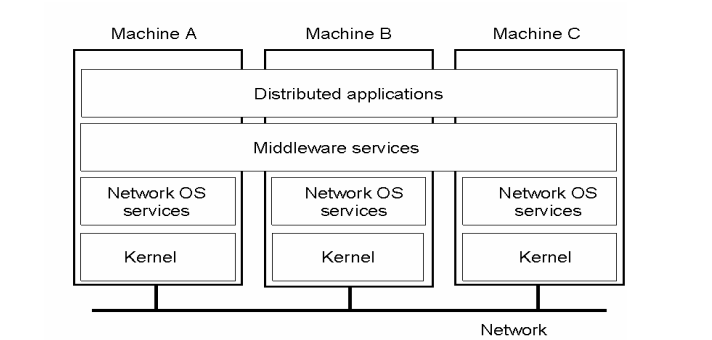 Machine A
Machine B
Machine C
Distributed applications
Middleware services
Network OS
services
Network OS
services
Network OS
services
Kernel
Kernel
Kernel
Network